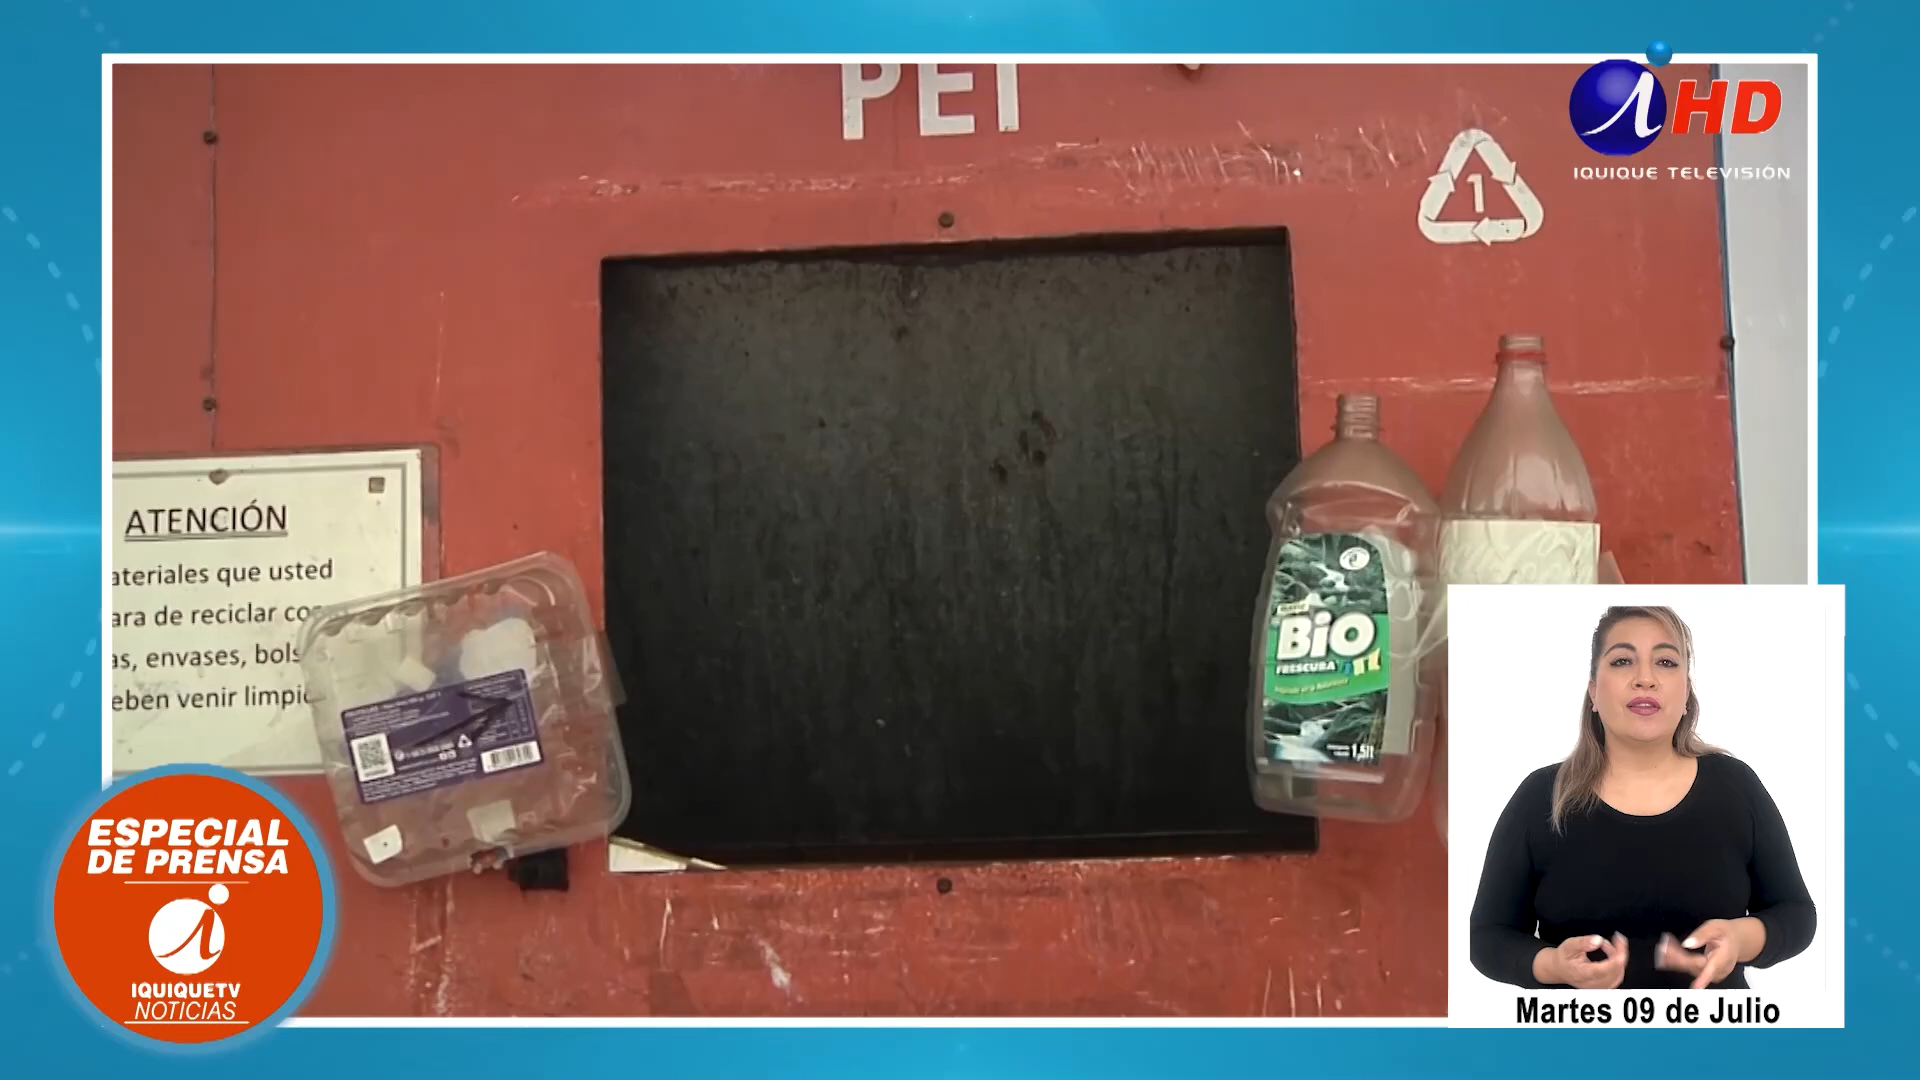 PET
HD
IQUIQUE TELEVISIÓN
1
ATENCIÓN
ateriales que usted
ara de reciclar co
as, envases, bols
eben venir limpi
BiO
FRESCURA
1,5lt
ESPECIAL
DE PRENSA
IQUIQUETV
NOTICIAS
Martes 09 de Julio